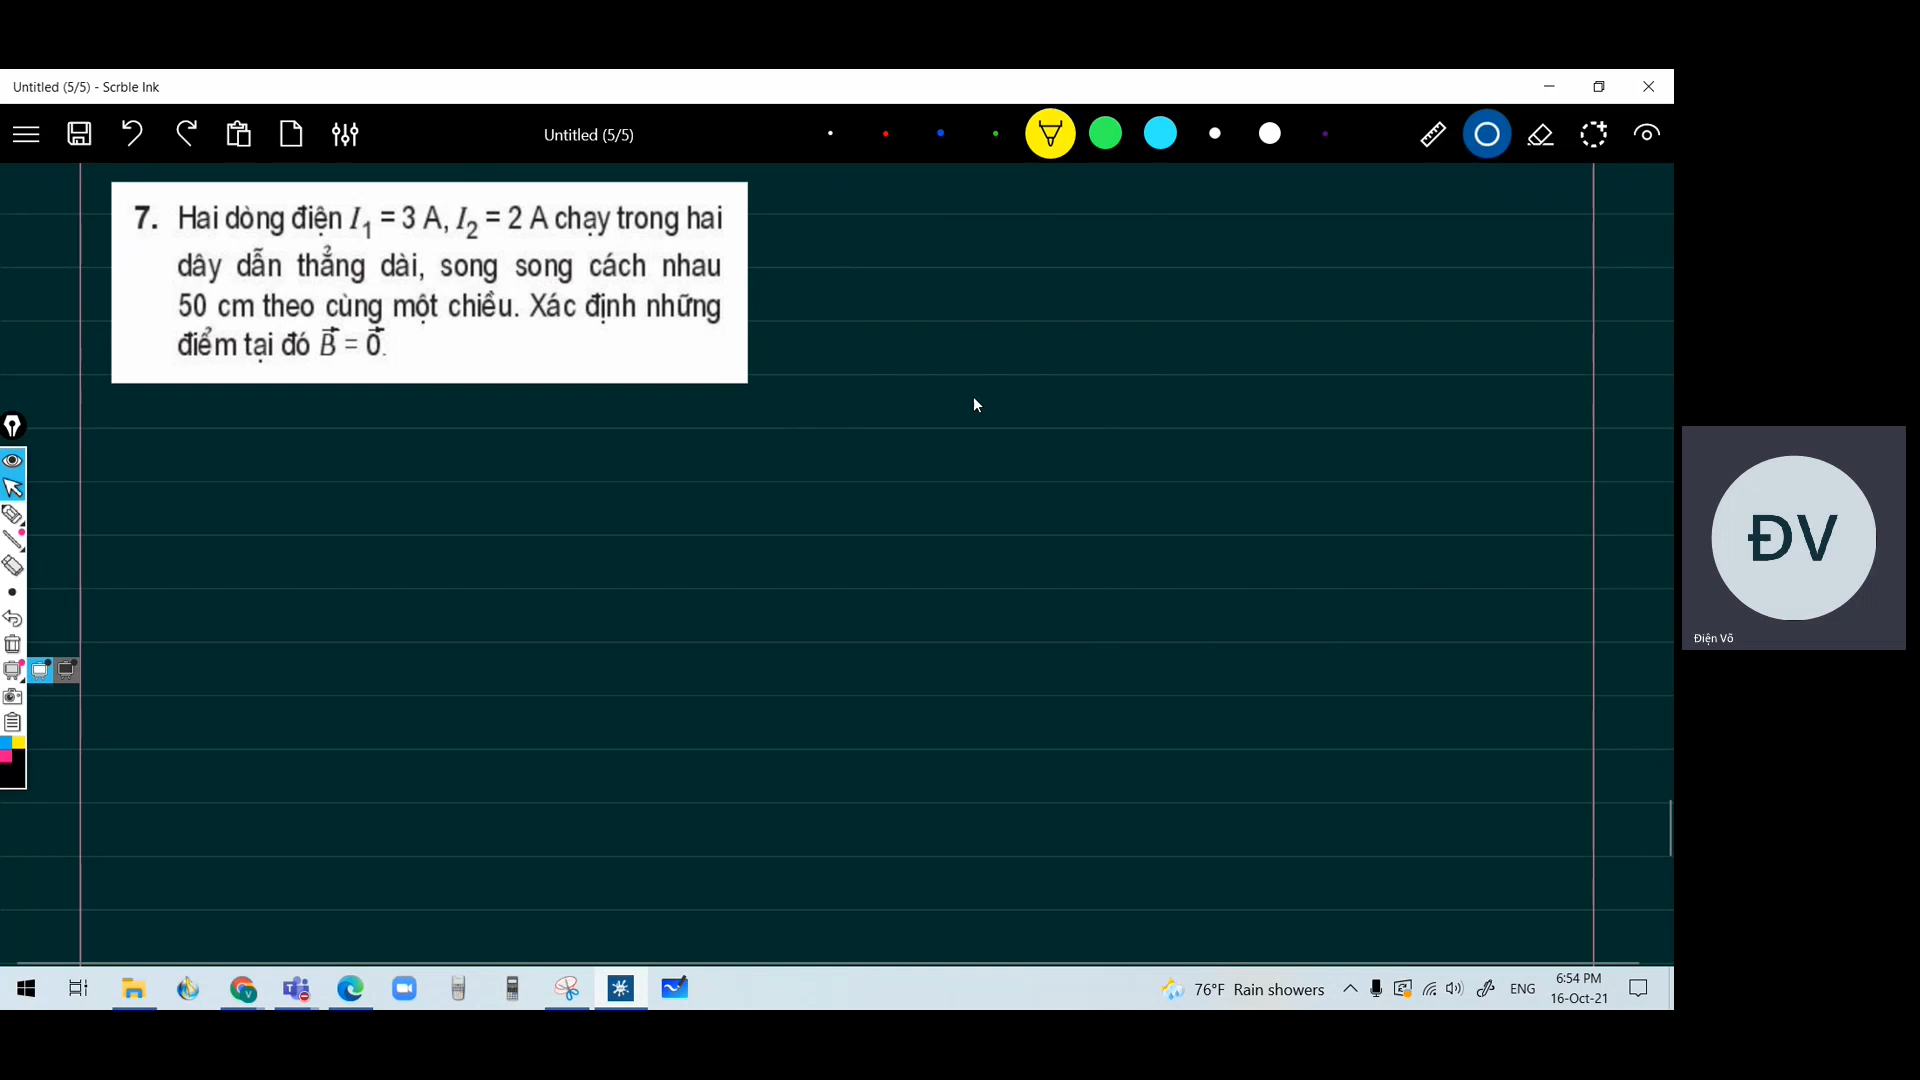 Untitled (5/5) - Scrble Ink
Untitled (5/5)
7. Hai dòng điện I₁ = 3 A, I₂ = 2 A chạy trong hai
dây dẫn thẳng dài, song song cách nhau
50 cm theo cùng một chiều. Xác định những
điểm tại đó B⃗ = 0⃗.
ĐV
Điện Võ
76°F Rain showers
ENG
6:54 PM
16-Oct-21